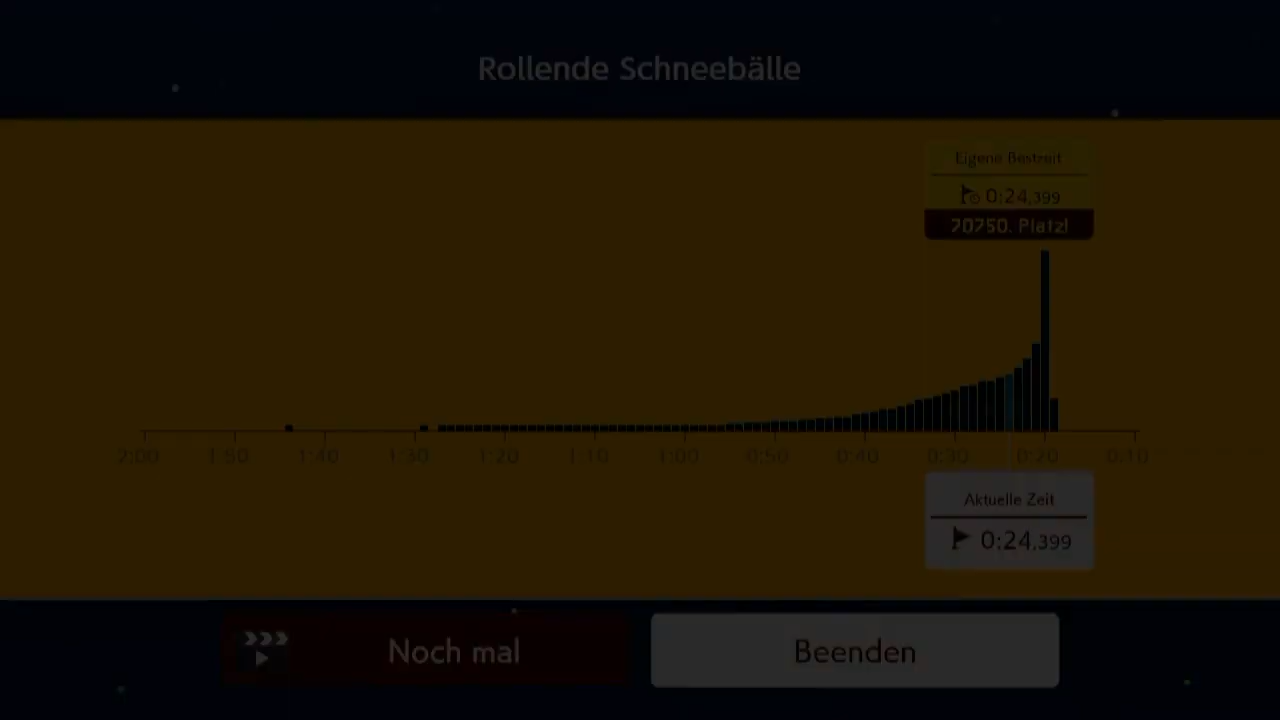 Rollende Schneebälle
Eigene Bestzeit
0:24,399
70750. Platz!
2:00 1:50 1:40 1:30 1:20 1:10 1:00 0:50 0:40 0:30 0:20 0:10
Aktuelle Zeit
0:24,399
Noch mal
Beenden